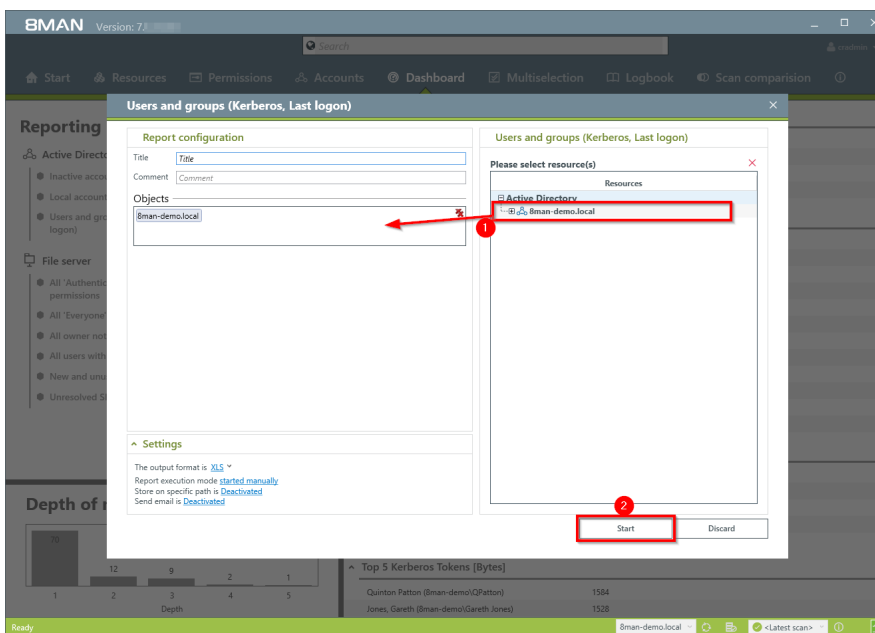 8MAN Version: 7.
Search
Start Resources Permissions Accounts Dashboard Multiselection Logbook Scan comparision
Users and groups (Kerberos, Last logon)
Reporting
Active Directo
Inactive accou
Local account
Users and gro
logon)
File server
All 'Authentic
permissions
All 'Everyone'
All owner not
All users with
New and unu
Unresolved SI
Report configuration
Title Title
Comment Comment
Objects
8man-demo.local
Users and groups (Kerberos, Last logon)
Please select resource(s)
Resources
Active Directory
8man-demo.local
1
Settings
The output format is XLS
Report execution mode started manually
Store on specific path is Deactivated
Send email is Deactivated
2
Start Discard
Depth of
70
12 9 2 1
1 2 3 4 5
Depth
Top 5 Kerberos Tokens [Bytes]
Quinton Patton (8man-demo\QPatton) 1584
Jones, Gareth (8man-demo\Gareth Jones) 1528
Ready 8man-demo.local <Latest scan>